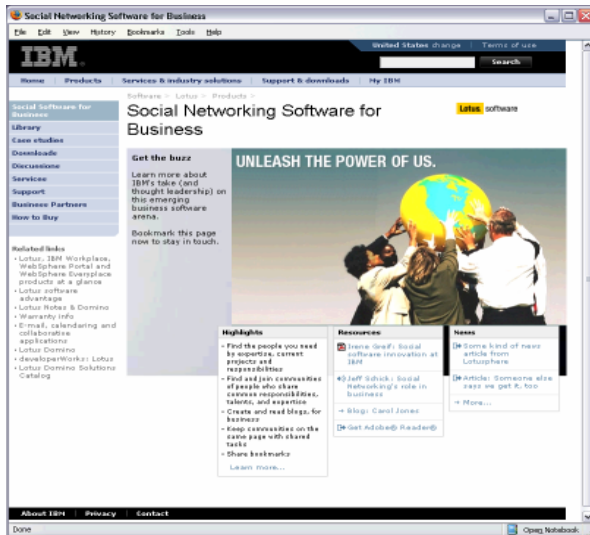 Social Networking Software for Business
File Edit View History Bookmarks Tools Help
United States change | Terms of use
IBM
Search
Home | Products | Services & industry solutions | Support & downloads | My IBM
Software > Lotus > Products >
Social Software for
Business
Library
Case studies
Downloads
Discussions
Services
Support
Business Partners
How to Buy
Related links
• Lotus, IBM Workplace,
WebSphere Portal and
WebSphere Everyplace
products at a glance
• Lotus software
advantage
• Lotus Notes & Domino
• Warranty info
• E-mail, calendaring and
collaborative
applications
• Lotus Domino
• developerWorks: Lotus
• Lotus Domino Solutions
Catalog
Social Networking Software for
Business
Lotus. software
Get the buzz
Learn more about
IBM's take (and
thought leadership) on
this emerging
business software
arena.
Bookmark this page
now to stay in touch.
UNLEASH THE POWER OF US.
Highlights
- Find the people you need
by expertise, current
projects and
responsibilities
- Find and join communities
of people who share
common responsibilities,
talents, and expertise
- Create and read blogs, for
business
- Keep communities on the
same page with shared
tasks
- Share bookmarks
Learn more...
Resources
Irene Greif: Social
software innovation at
IBM
Jeff Schick: Social
Networking's role in
business
→ Blog: Carol Jones
Get Adobe® Reader®
News
Some kind of news
article from
Lotusphere
Article: Someone else
says we get it, too
→ More...
About IBM | Privacy | Contact
Done
Open Notebook